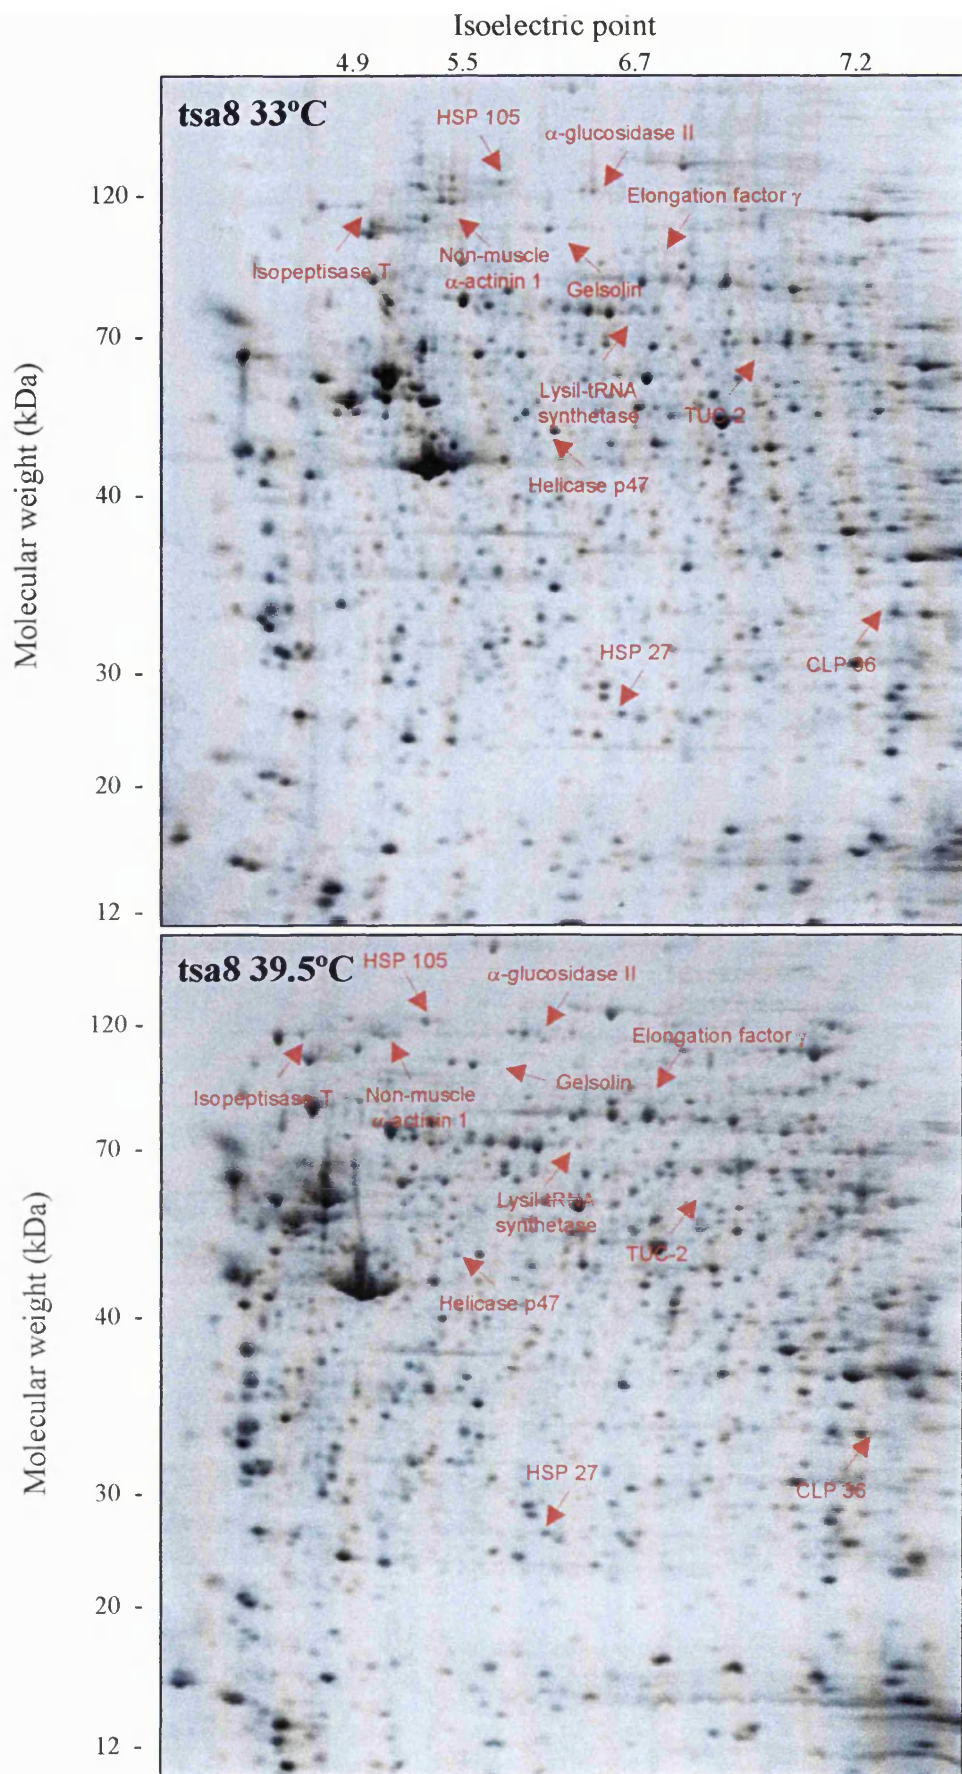 Isoelectric point
4.9 5.5 6.7 7.2
Molecular weight (kDa)
tsa8 33ºC
120 -
70 -
40 -
30 -
20 -
12 -
HSP 105
α-glucosidase II
Elongation factor γ
Isopeptisase T
Non-muscle
α-actinin 1
Gelsolin
Lysil-tRNA
synthetase
TUC-2
Helicase p47
HSP 27
CLP 36
Molecular weight (kDa)
tsa8 39.5ºC
120 -
70 -
40 -
30 -
20 -
12 -
HSP 105
α-glucosidase II
Elongation factor γ
Isopeptisase T
Non-muscle
α-actinin 1
Gelsolin
Lysil-tRNA
synthetase
TUC-2
Helicase p47
HSP 27
CLP 36